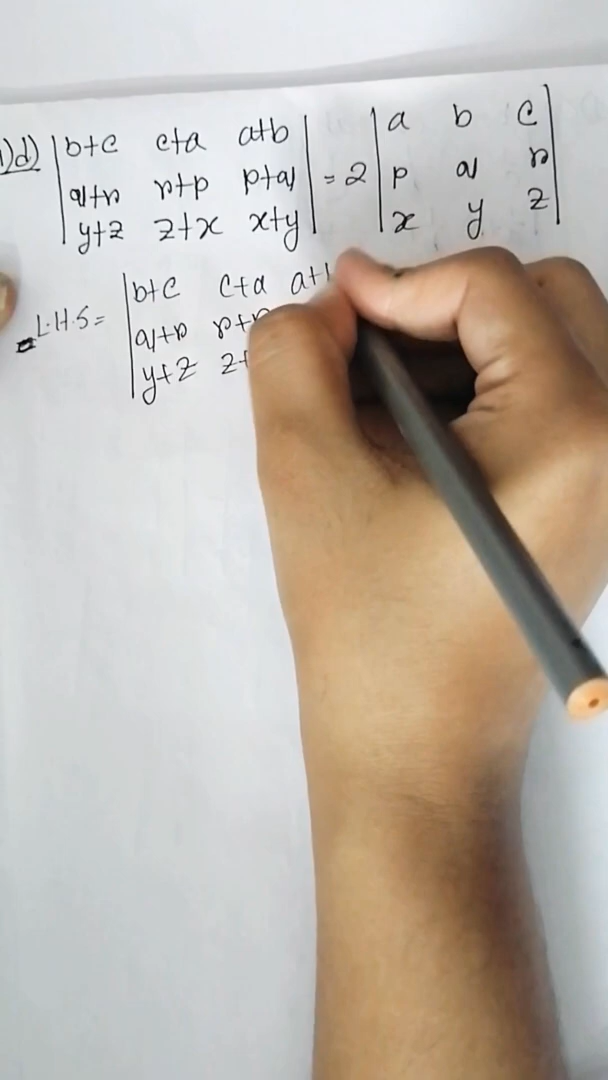 1)d) |b+c c+a a+b| = 2 |a b c|
|q+r r+p p+q| |p q r|
|y+z z+x x+y| |x y z|
L.H.S = |b+c c+a
|q+r
|y+z